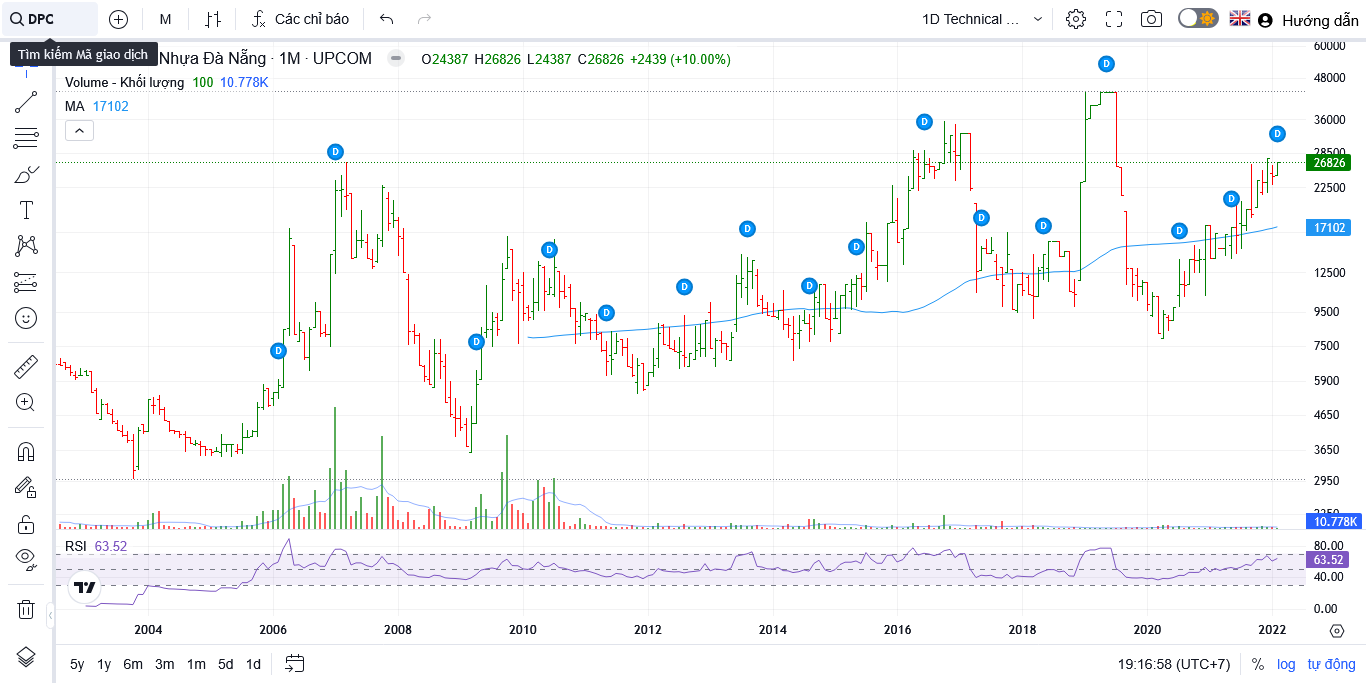 DPC M Các chỉ báo 1D Technical ... Hướng dẫn
Tìm kiếm Mã giao dịch
Nhựa Đà Nẵng · 1M · UPCOM O24387 H26826 L24387 C26826 +2439 (+10.00%)
Volume - Khối lượng 100 10.778K
MA 17102
60000
48000
36000
28500
26826
22500
17102
12500
9500
7500
5900
4650
3650
2950
10.778K
D D D D D D D D D D D D D D D D D
RSI 63.52
80.00
63.52
40.00
0.00
2004 2006 2008 2010 2012 2014 2016 2018 2020 2022
5y 1y 6m 3m 1m 5d 1d 19:16:58 (UTC+7) % log tự động